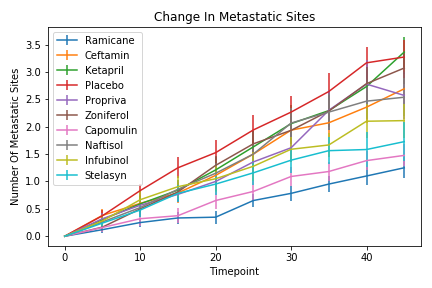 Change In Metastatic Sites
Number Of Metastatic Sites
3.5
3.0
2.5
2.0
1.5
1.0
0.5
0.0
Ramicane
Ceftamin
Ketapril
Placebo
Propriva
Zoniferol
Capomulin
Naftisol
Infubinol
Stelasyn
0 10 20 30 40
Timepoint